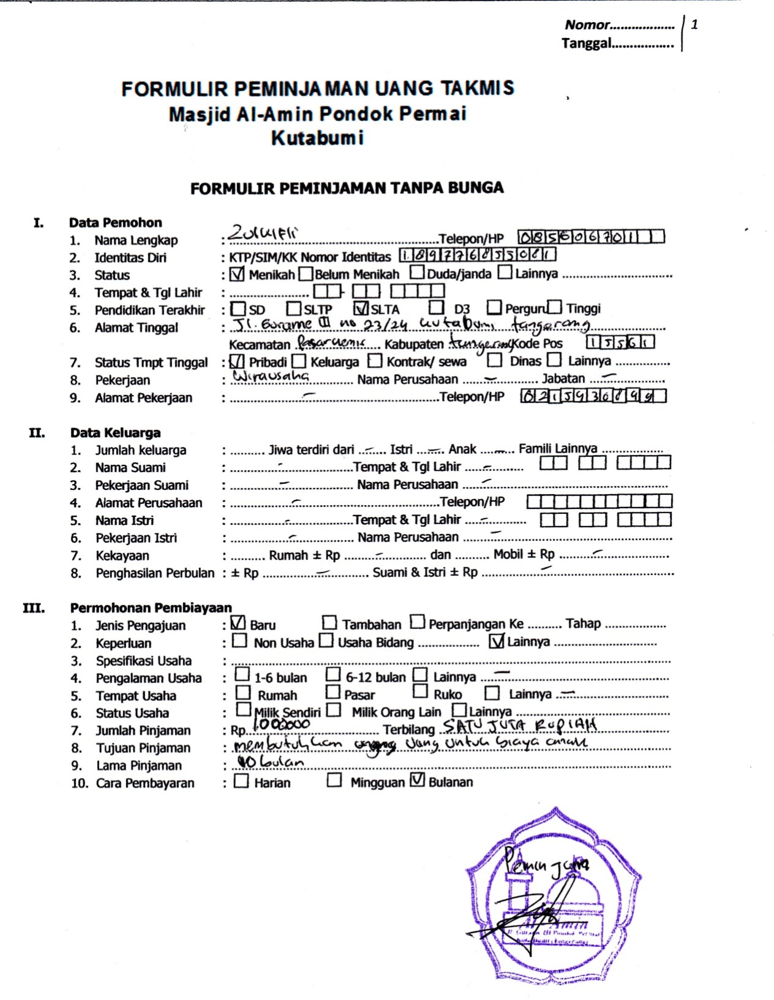 Nomor.................. 1
Tanggal.................
FORMULIR PEMINJAMAN UANG TAKMIS
Masjid Al-Amin Pondok Permai
Kutabumi
FORMULIR PEMINJAMAN TANPA BUNGA
I. Data Pemohon
1. Nama Lengkap : Zulkifli Telepon/HP 085606701
2. Identitas Diri : KTP/SIM/KK Nomor Identitas 189776855081
3. Status : Menikah Belum Menikah Duda/janda Lainnya
4. Tempat & Tgl Lahir :
5. Pendidikan Terakhir : SD SLTP SLTA D3 Perguru Tinggi
6. Alamat Tinggal : Jl. Gurame III no 23/24 kutabumi tangerang
Kecamatan Pasarkemis Kabupaten tangerang Kode Pos 15561
7. Status Tmpt Tinggal : Pribadi Keluarga Kontrak/ sewa Dinas Lainnya
8. Pekerjaan : Wirausaha Nama Perusahaan – Jabatan –
9. Alamat Pekerjaan : – Telepon/HP
II. Data Keluarga
1. Jumlah keluarga : Jiwa terdiri dari – Istri – Anak – Famili Lainnya
2. Nama Suami : – Tempat & Tgl Lahir –
3. Pekerjaan Suami : – Nama Perusahaan –
4. Alamat Perusahaan : – Telepon/HP
5. Nama Istri : – Tempat & Tgl Lahir –
6. Pekerjaan Istri : – Nama Perusahaan –
7. Kekayaan : Rumah ± Rp – dan Mobil ± Rp –
8. Penghasilan Perbulan : ± Rp – Suami & Istri ± Rp –
III. Permohonan Pembiayaan
1. Jenis Pengajuan : Baru Tambahan Perpanjangan Ke Tahap
2. Keperluan : Non Usaha Usaha Bidang Lainnya
3. Spesifikasi Usaha :
4. Pengalaman Usaha : 1-6 bulan 6-12 bulan Lainnya –
5. Tempat Usaha : Rumah Pasar Ruko Lainnya –
6. Status Usaha : Milik Sendiri Milik Orang Lain Lainnya
7. Jumlah Pinjaman : Rp 1.000.000 Terbilang SATU JUTA RUPIAH
8. Tujuan Pinjaman : membutuhkan uang untuk biaya anak
9. Lama Pinjaman : 10 bulan
10. Cara Pembayaran : Harian Mingguan Bulanan
Peminjama
Al-Amin
Jl. Gurame III Pondok Permai
Kutabumi (Tangerang)